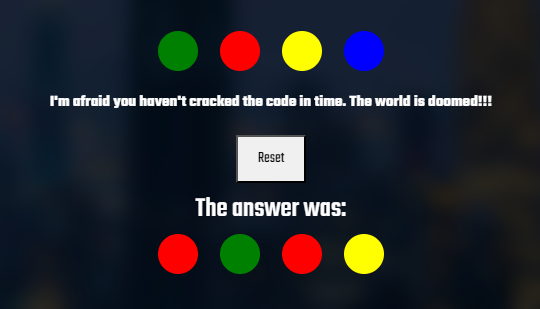 I'm afraid you haven't cracked the code in time. The world is doomed!!!
Reset
The answer was: